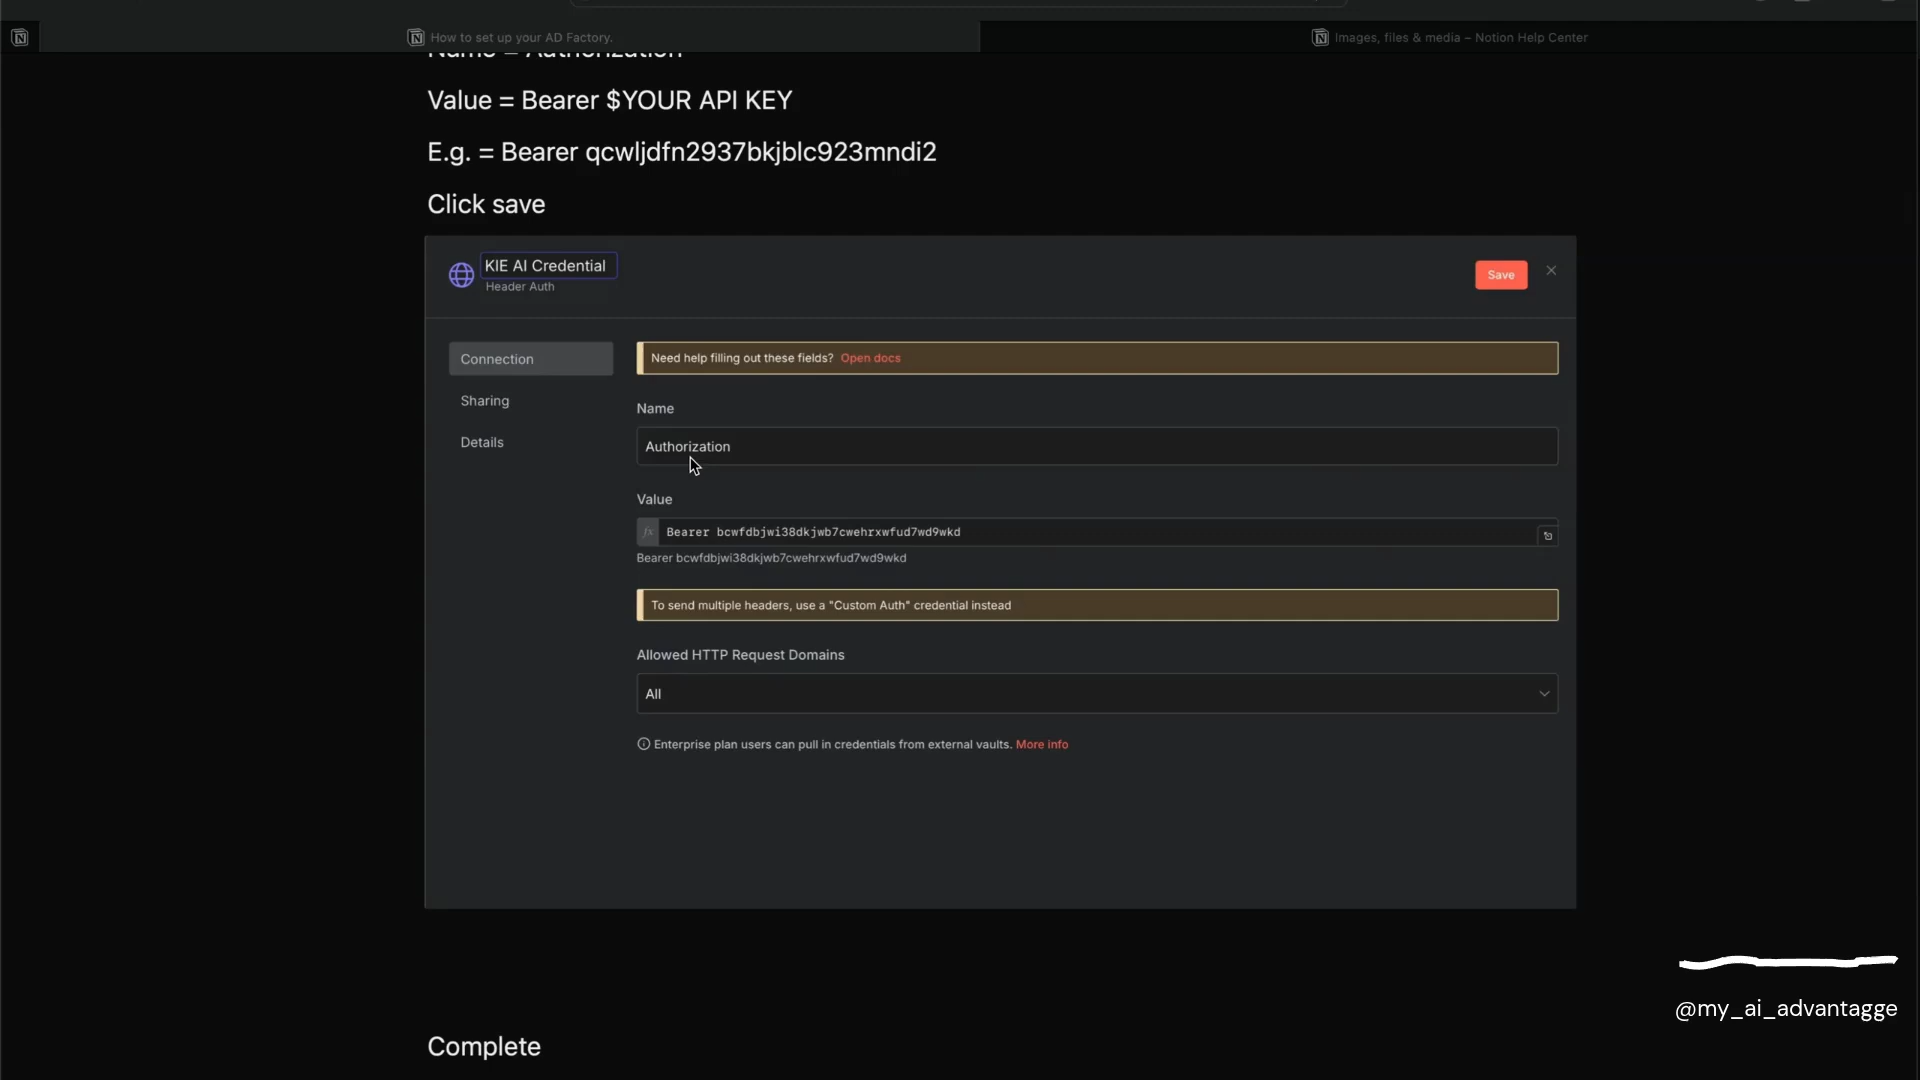 How to set up your AD Factory.
Images, files & media – Notion Help Center
Name = Authorization
Value = Bearer $YOUR API KEY
E.g. = Bearer qcwljdfn2937bkjblc923mndi2
Click save
KIE AI Credential
Header Auth
Save
Connection
Sharing
Details
Need help filling out these fields? Open docs
Name
Authorization
Value
fx Bearer bcwfdbjwi38dkjwb7cwehrxwfud7wd9wkd
Bearer bcwfdbjwi38dkjwb7cwehrxwfud7wd9wkd
To send multiple headers, use a "Custom Auth" credential instead
Allowed HTTP Request Domains
All
Enterprise plan users can pull in credentials from external vaults. More info
@my_ai_advantagge
Complete